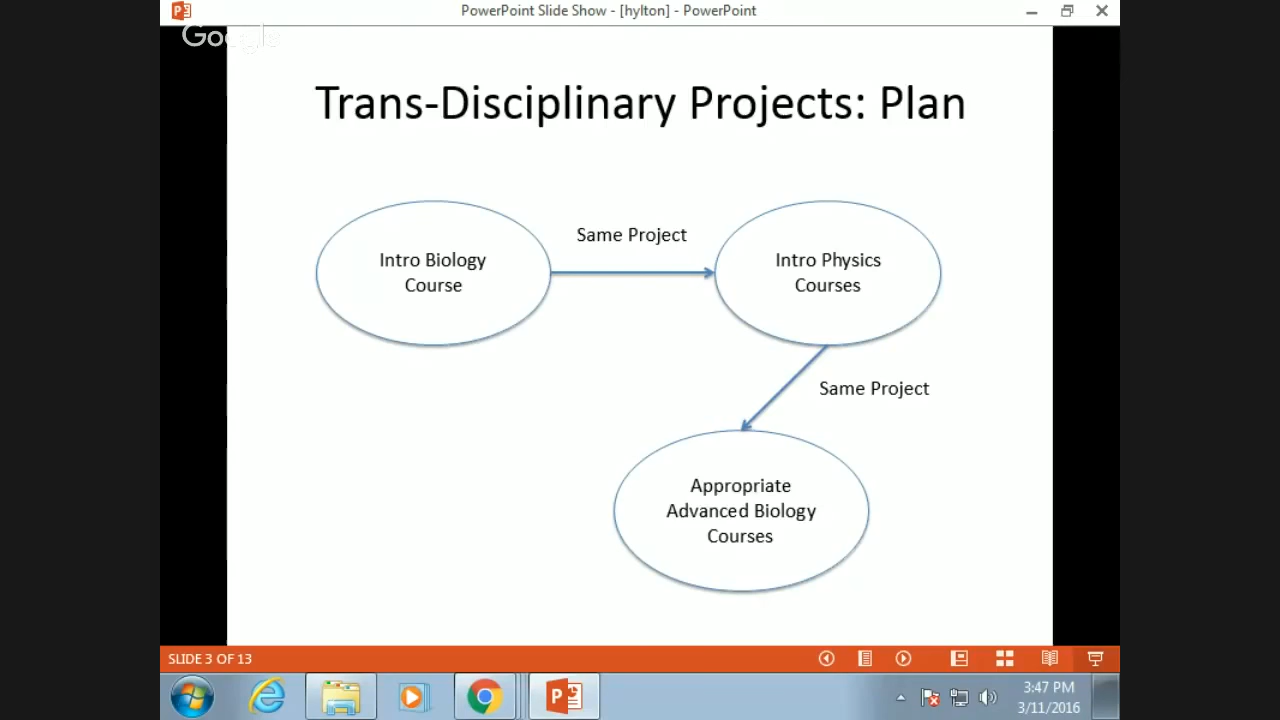 PowerPoint Slide Show - [hylton] - PowerPoint
Google
Trans-Disciplinary Projects: Plan
Intro Biology
Course
Same Project
Intro Physics
Courses
Same Project
Appropriate
Advanced Biology
Courses
SLIDE 3 OF 13
3:47 PM
3/11/2016